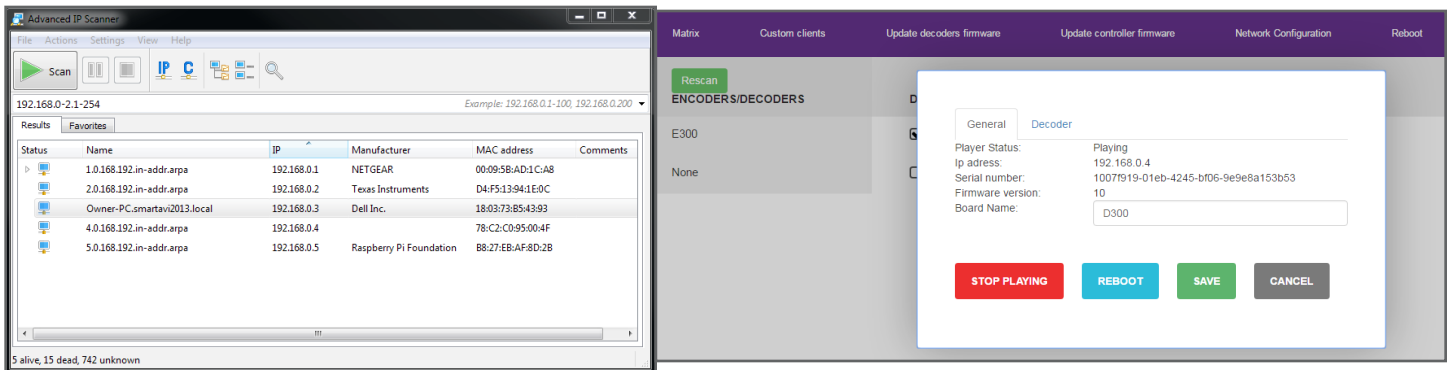 Advanced IP Scanner
File Actions Settings View Help
Scan
IP C
192.168.0-2.1-254 Example: 192.168.0.1-100, 192.168.0.200
Results Favorites
Status Name IP Manufacturer MAC address Comments
1.0.168.192.in-addr.arpa 192.168.0.1 NETGEAR 00:09:5B:AD:1C:A8
2.0.168.192.in-addr.arpa 192.168.0.2 Texas Instruments D4:F5:13:94:1E:0C
Owner-PC.smartavi2013.local 192.168.0.3 Dell Inc. 18:03:73:B5:43:93
4.0.168.192.in-addr.arpa 192.168.0.4 78:C2:C0:95:00:4F
5.0.168.192.in-addr.arpa 192.168.0.5 Raspberry Pi Foundation B8:27:EB:AF:8D:2B
5 alive, 15 dead, 742 unknown
Matrix Custom clients Update decoders firmware Update controller firmware Network Configuration Reboot
Rescan
ENCODERS/DECODERS D
E300
None
General Decoder
Player Status: Playing
Ip adress: 192.168.0.4
Serial number: 1007f919-01eb-4245-bf06-9e9e8a153b53
Firmware version: 10
Board Name: D300
STOP PLAYING REBOOT SAVE CANCEL